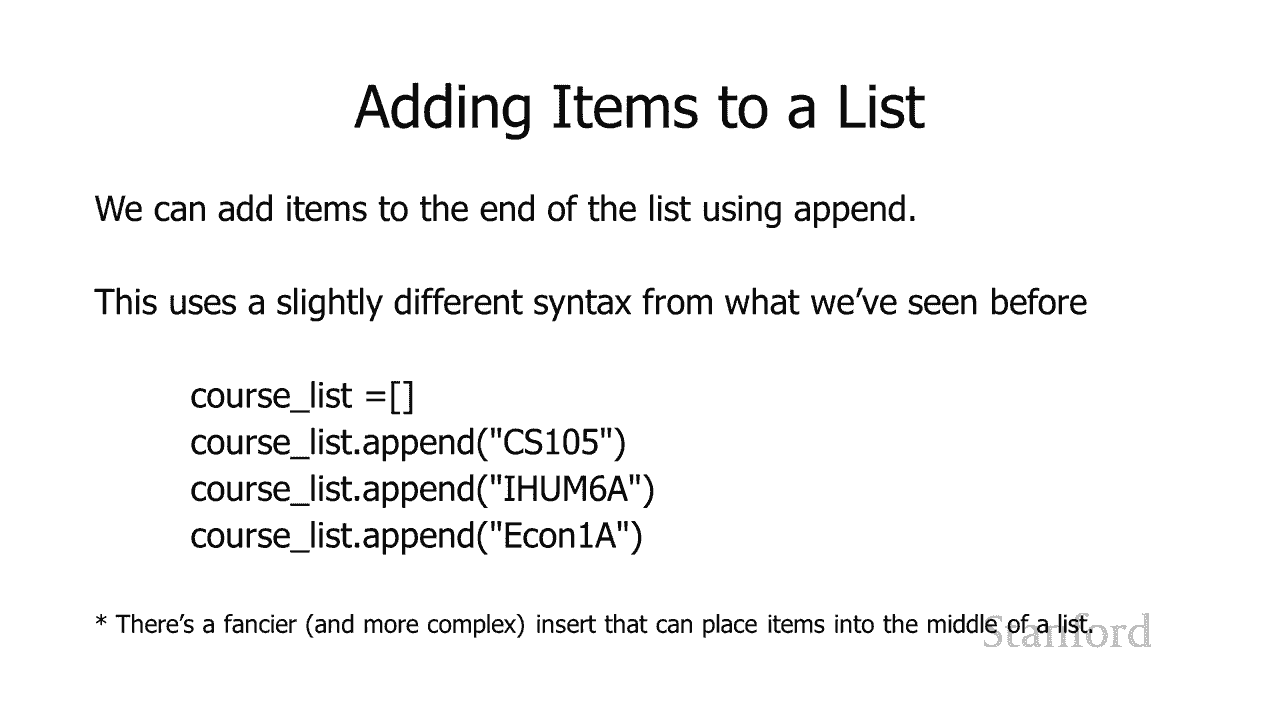 Adding Items to a List
We can add items to the end of the list using append.
This uses a slightly different syntax from what we’ve seen before
course_list =[]
course_list.append("CS105")
course_list.append("IHUM6A")
course_list.append("Econ1A")
* There’s a fancier (and more complex) insert that can place items into the middle of a list.
Stanford